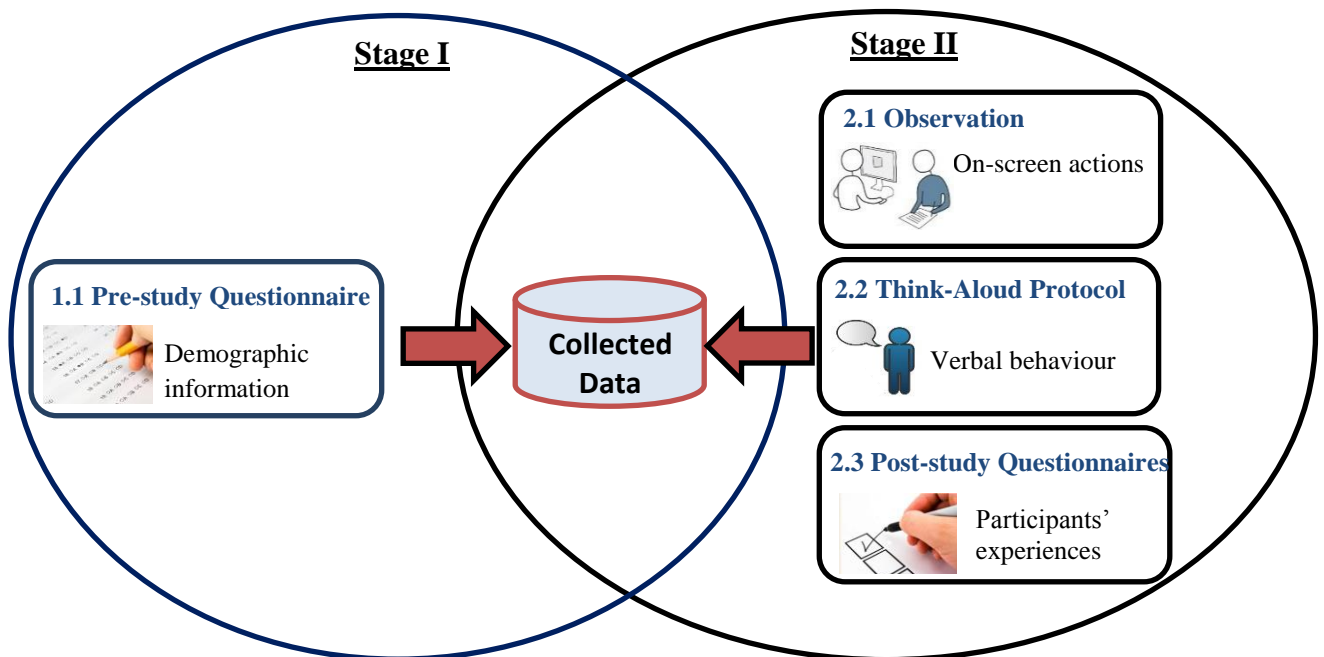 Stage I
Stage II
1.1 Pre-study Questionnaire
Demographic
information
Collected
Data
2.1 Observation
On-screen actions
2.2 Think-Aloud Protocol
Verbal behaviour
2.3 Post-study Questionnaires
Participants’
experiences